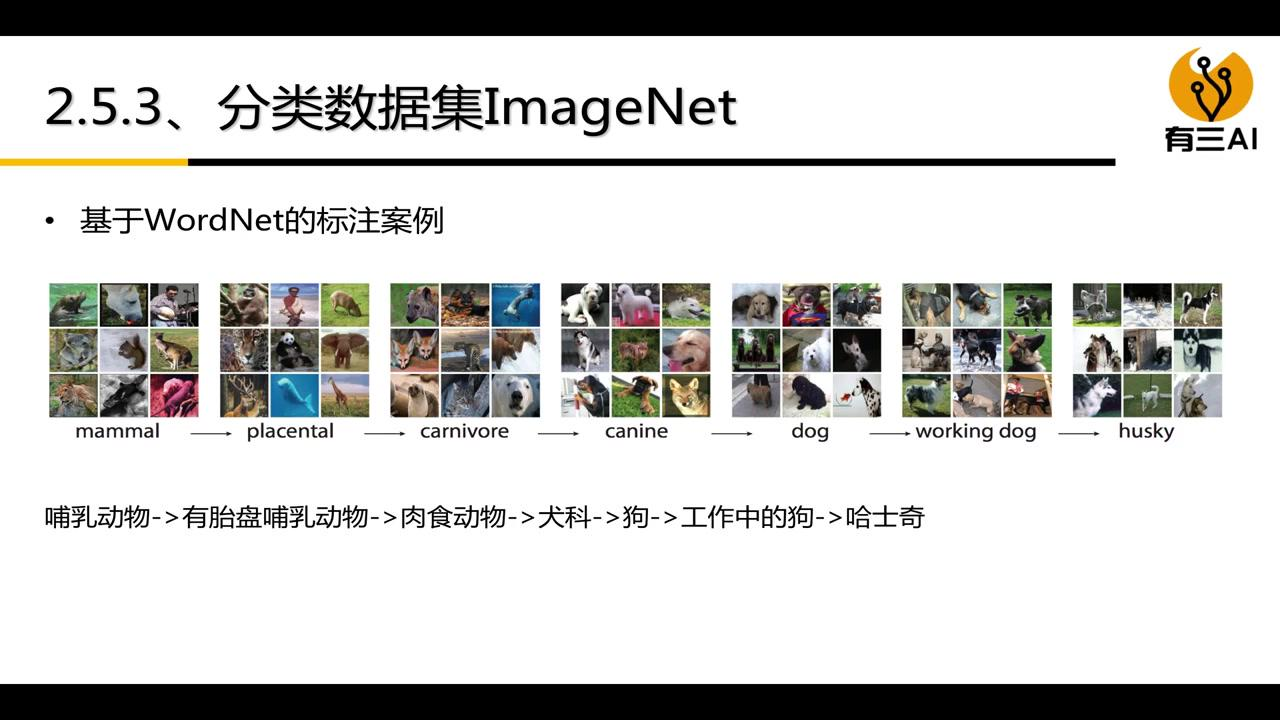 2.5.3、分类数据集ImageNet
有三AI
• 基于WordNet的标注案例
mammal → placental → carnivore → canine → dog → working dog → husky
哺乳动物->有胎盘哺乳动物->肉食动物->犬科->狗->工作中的狗->哈士奇